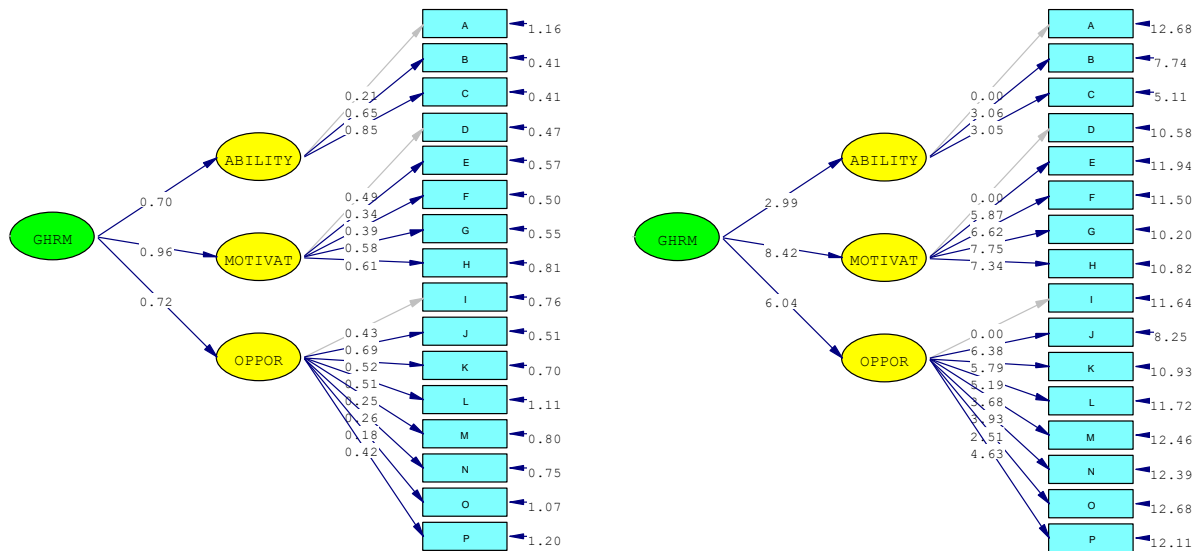 GHRM
0.70
0.96
0.72
ABILITY
MOTIVAT
OPPOR
0.21
0.65
0.85
0.49
0.34
0.39
0.58
0.61
0.43
0.69
0.52
0.51
0.25
0.26
0.18
0.42
A
1.16
B
0.41
C
0.41
D
0.47
E
0.57
F
0.50
G
0.55
H
0.81
I
0.76
J
0.51
K
0.70
L
1.11
M
0.80
N
0.75
O
1.07
P
1.20
GHRM
2.99
8.42
6.04
ABILITY
MOTIVAT
OPPOR
0.00
3.06
3.05
0.00
5.87
6.62
7.75
7.34
0.00
6.38
5.79
5.19
3.68
3.93
2.51
4.63
A
12.68
B
7.74
C
5.11
D
10.58
E
11.94
F
11.50
G
10.20
H
10.82
I
11.64
J
8.25
K
10.93
L
11.72
M
12.46
N
12.39
O
12.68
P
12.11